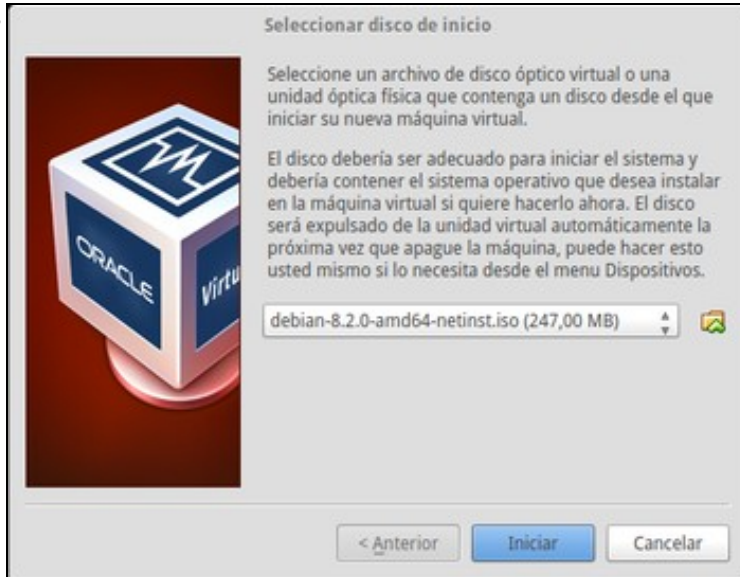 Seleccionar disco de inicio
Seleccione un archivo de disco óptico virtual o una
unidad óptica física que contenga un disco desde el que
iniciar su nueva máquina virtual.
El disco debería ser adecuado para iniciar el sistema y
debería contener el sistema operativo que desea instalar
en la máquina virtual si quiere hacerlo ahora. El disco
será expulsado de la unidad virtual automáticamente la
próxima vez que apague la máquina, puede hacer esto
usted mismo si lo necesita desde el menu Dispositivos.
ORACLE
Virtu
debian-8.2.0-amd64-netinst.iso (247,00 MB)
< Anterior
Iniciar
Cancelar